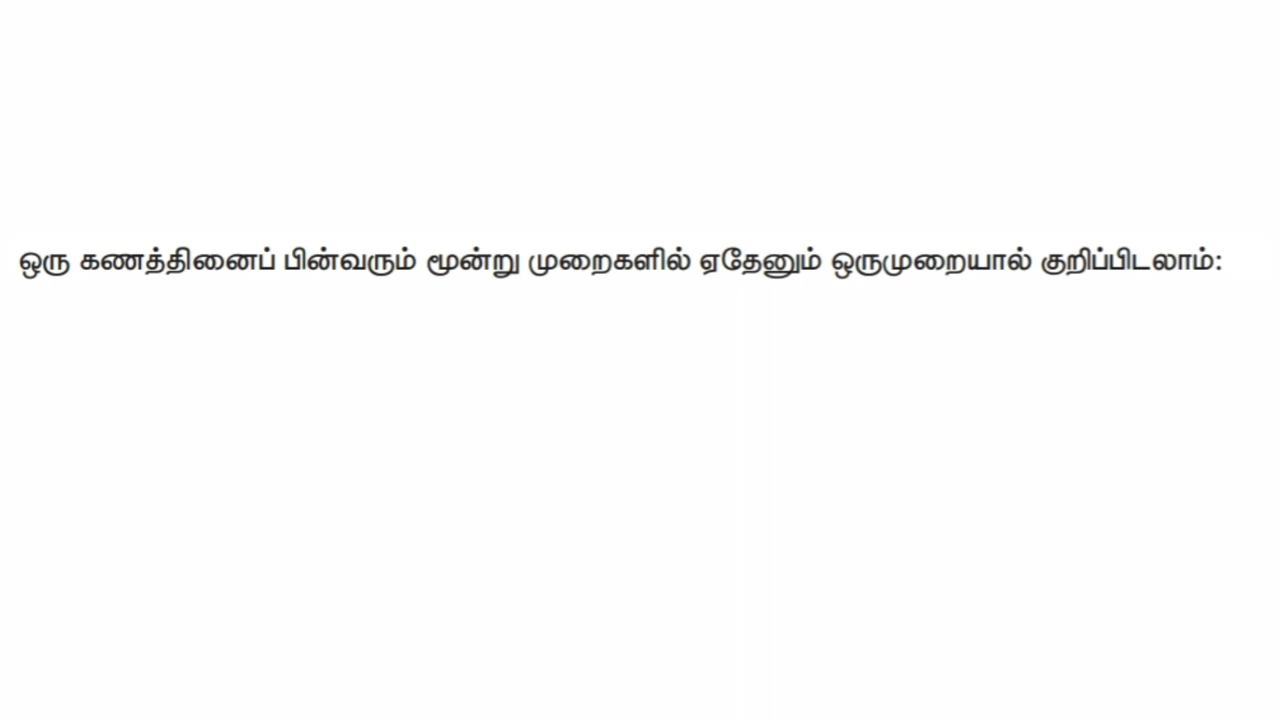 ஒரு கணத்தினைப் பின்வரும் மூன்று முறைகளில் ஏதேனும் ஒருமுறையால் குறிப்பிடலாம்: